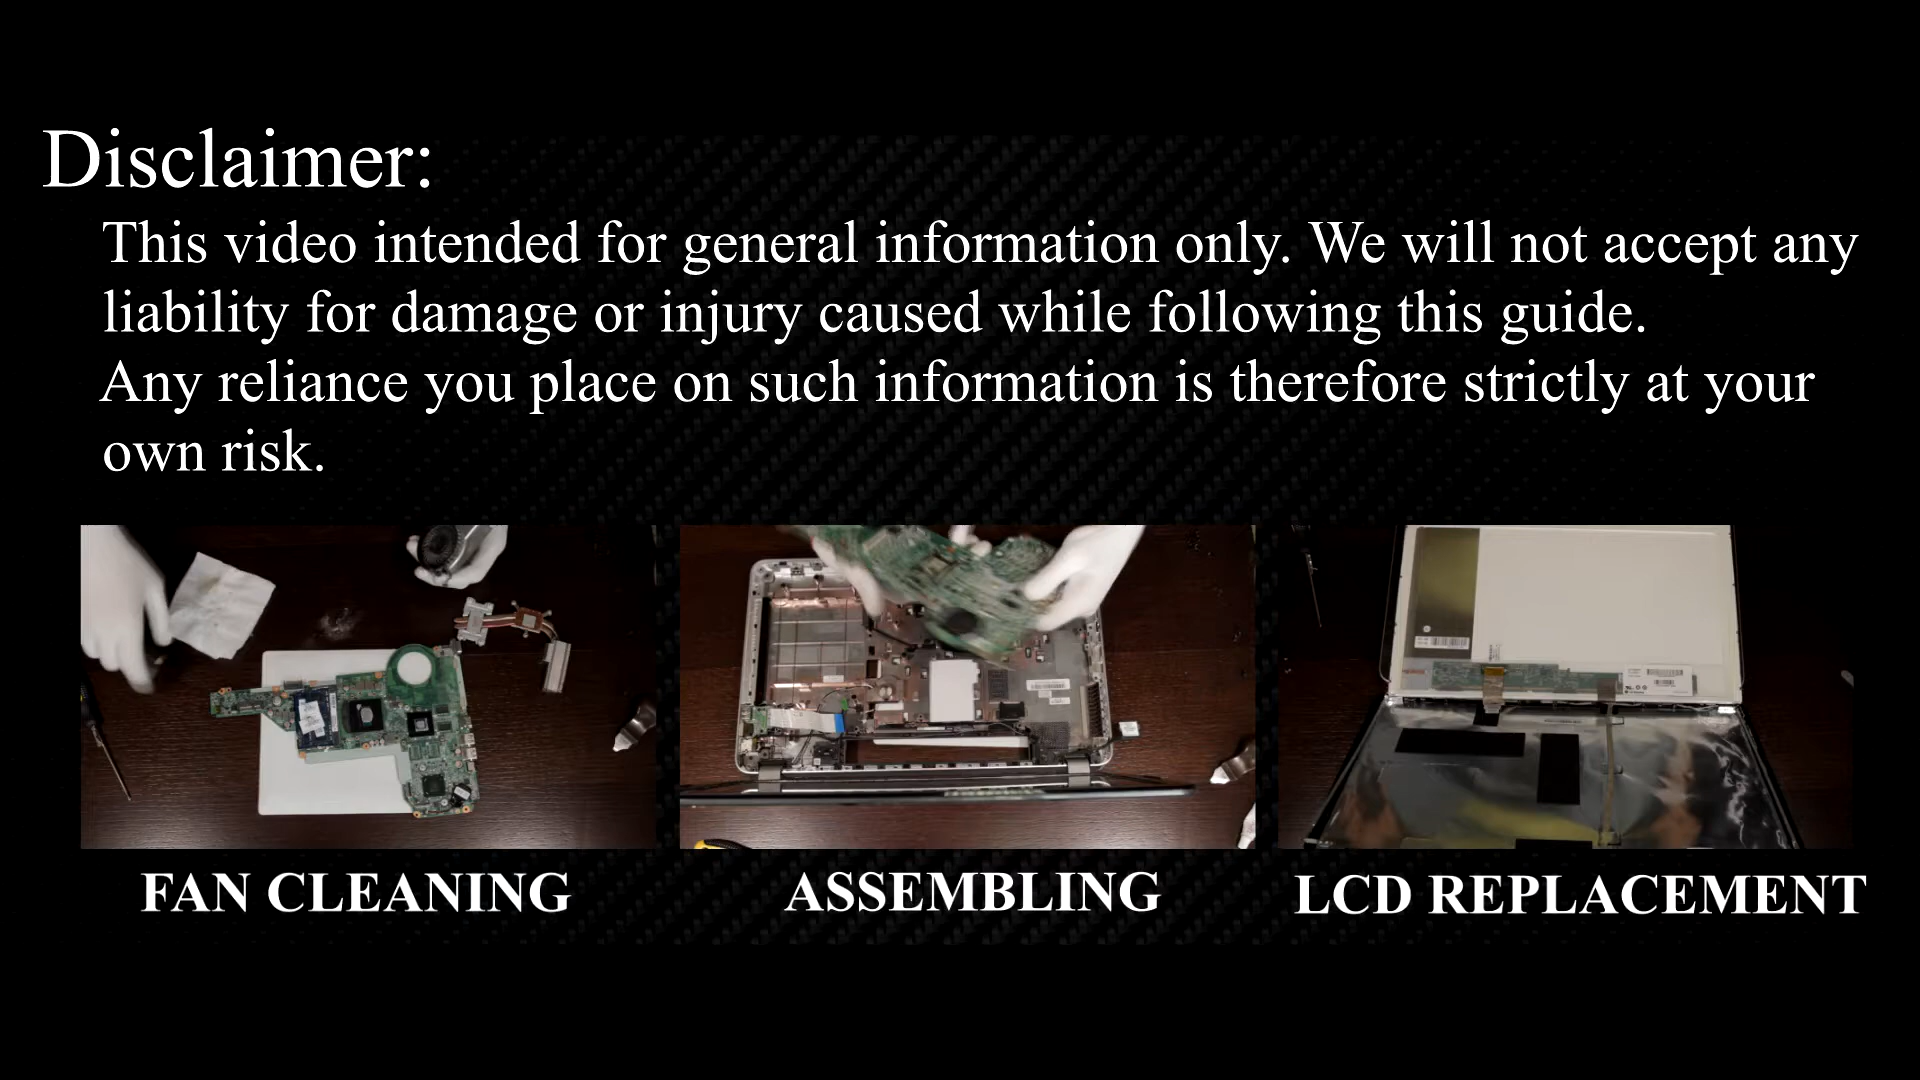 Disclaimer:
This video intended for general information only. We will not accept any
liability for damage or injury caused while following this guide.
Any reliance you place on such information is therefore strictly at your
own risk.
FAN CLEANING
ASSEMBLING
LCD REPLACEMENT